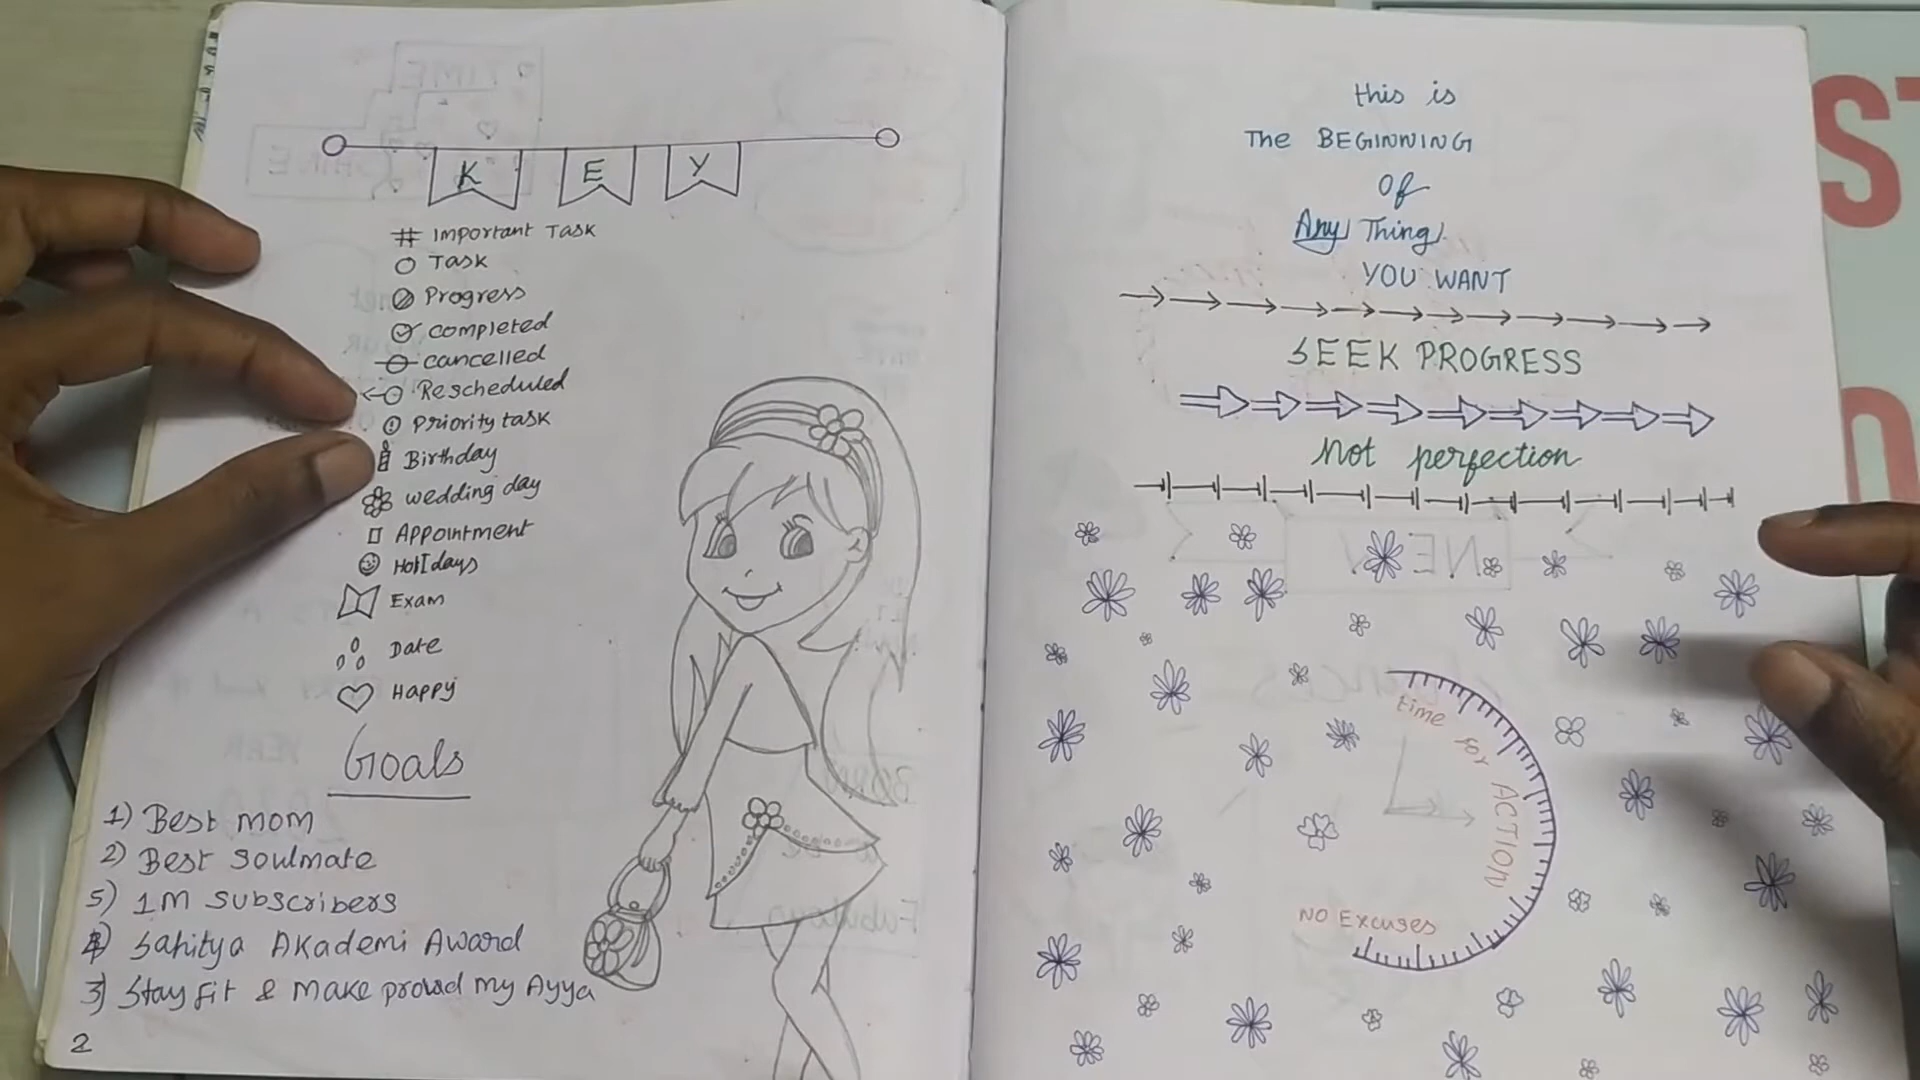 K E Y
# Important Task
Task
Progress
completed
cancelled
Rescheduled
Priority task
Birthday
wedding day
Appointment
HolIdays
Exam
Date
Happy
Goals
1) Best mom
2) Best Soulmate
5) 1M Subscribers
4) Sahitya Akademi Award
3) Stay fit & make proud my Ayya
2
this is
The BEGINNING
Of
Any Thing
YOU WANT
SEEK PROGRESS
Not perfection
time for ACTION
NO Excuses